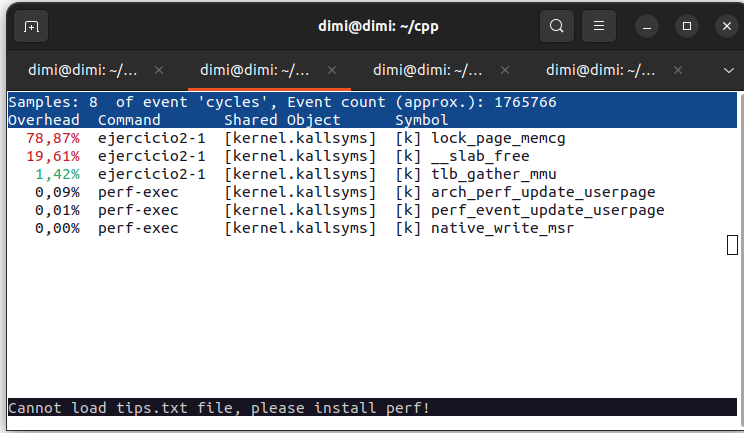 dimi@dimi: ~/cpp
dimi@dimi: ~/... × dimi@dimi: ~/... × dimi@dimi: ~/... × dimi@dimi: ~/... ×
Samples: 8  of event 'cycles', Event count (approx.): 1765766
Overhead  Command      Shared Object      Symbol
78,87%  ejercicio2-1  [kernel.kallsyms]  [k] lock_page_memcg
19,61%  ejercicio2-1  [kernel.kallsyms]  [k] __slab_free
1,42%  ejercicio2-1  [kernel.kallsyms]  [k] tlb_gather_mmu
0,09%  perf-exec     [kernel.kallsyms]  [k] arch_perf_update_userpage
0,01%  perf-exec     [kernel.kallsyms]  [k] perf_event_update_userpage
0,00%  perf-exec     [kernel.kallsyms]  [k] native_write_msr
Cannot load tips.txt file, please install perf!